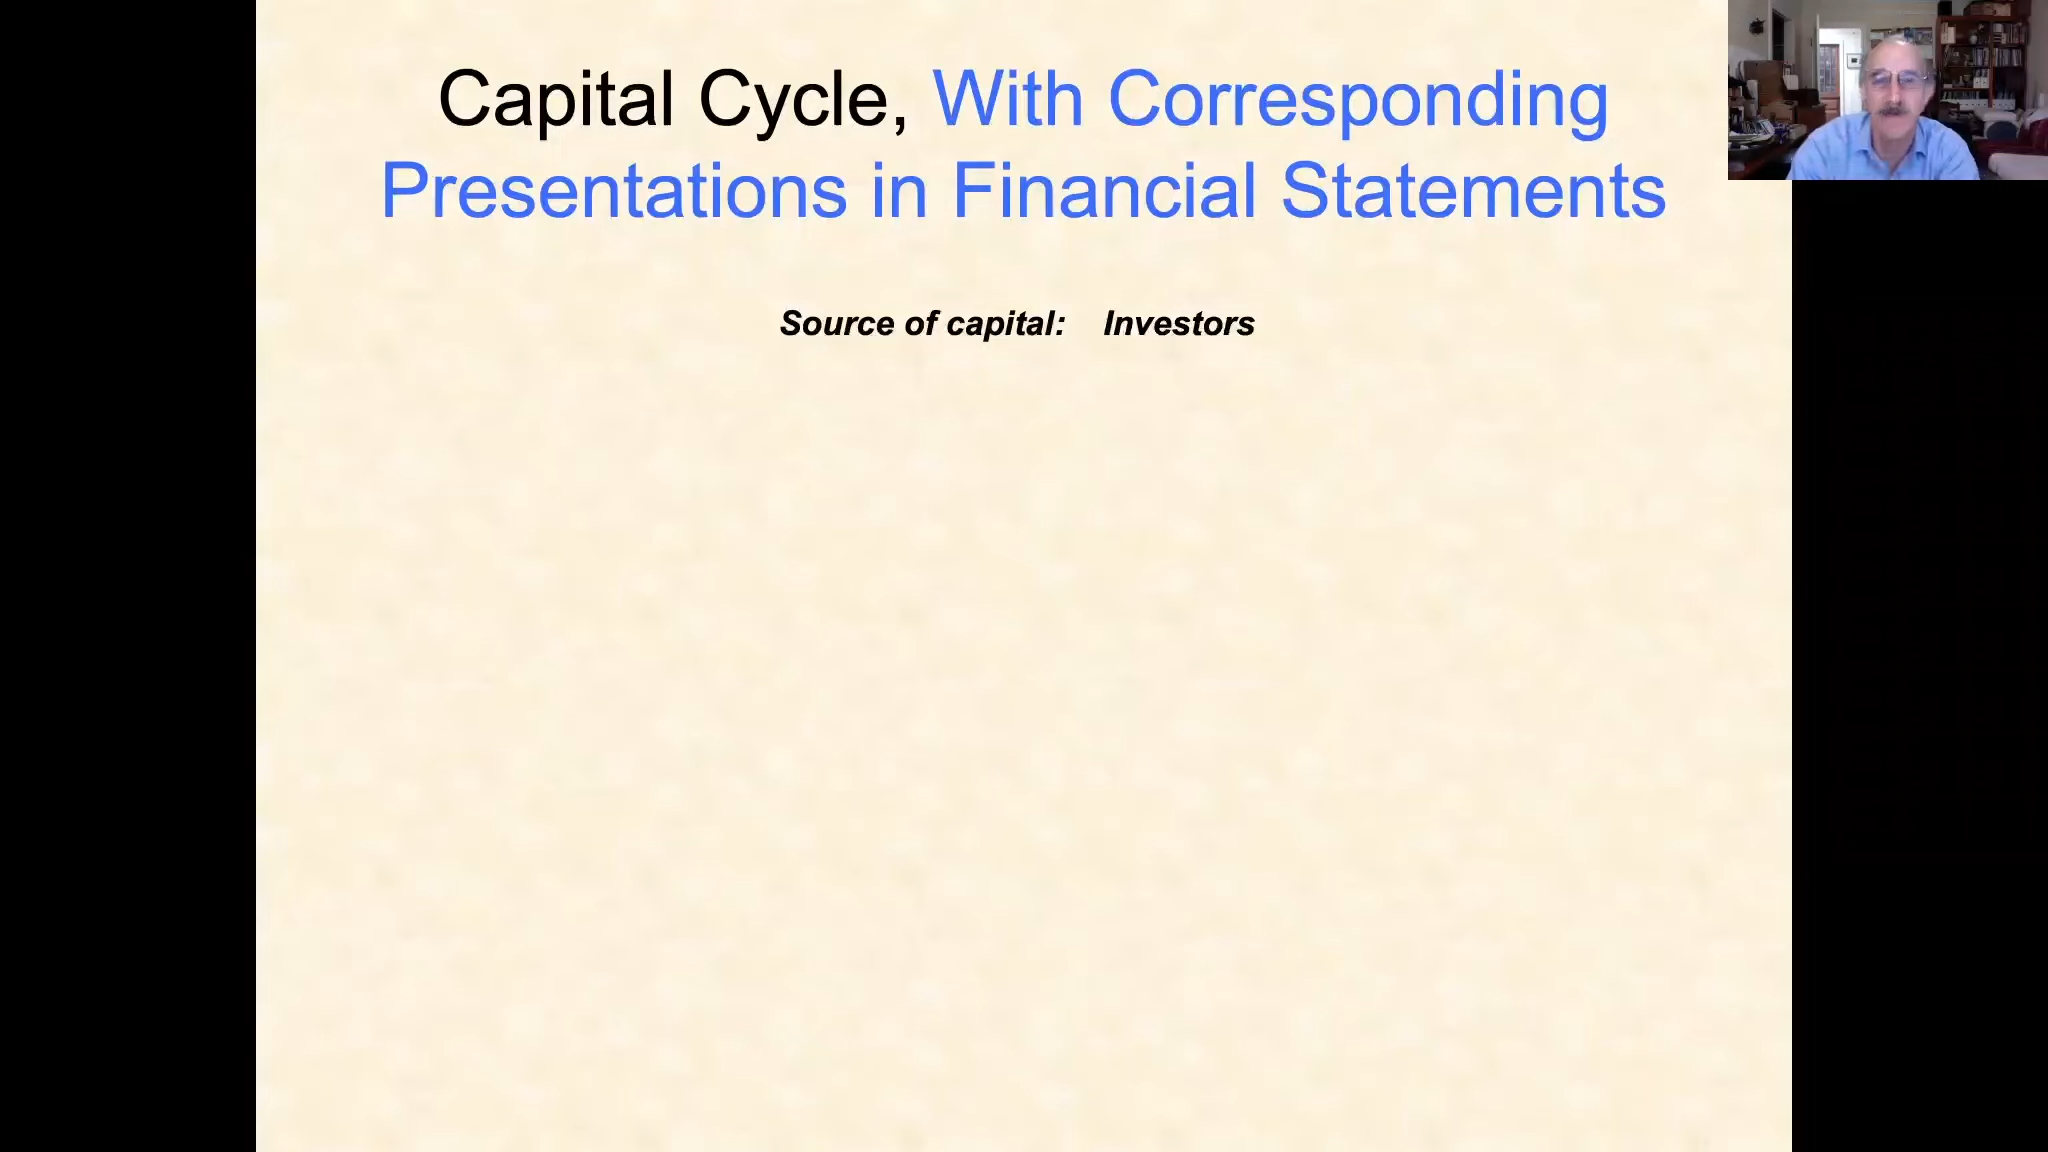 Capital Cycle, With Corresponding
Presentations in Financial Statements
Source of capital: Investors